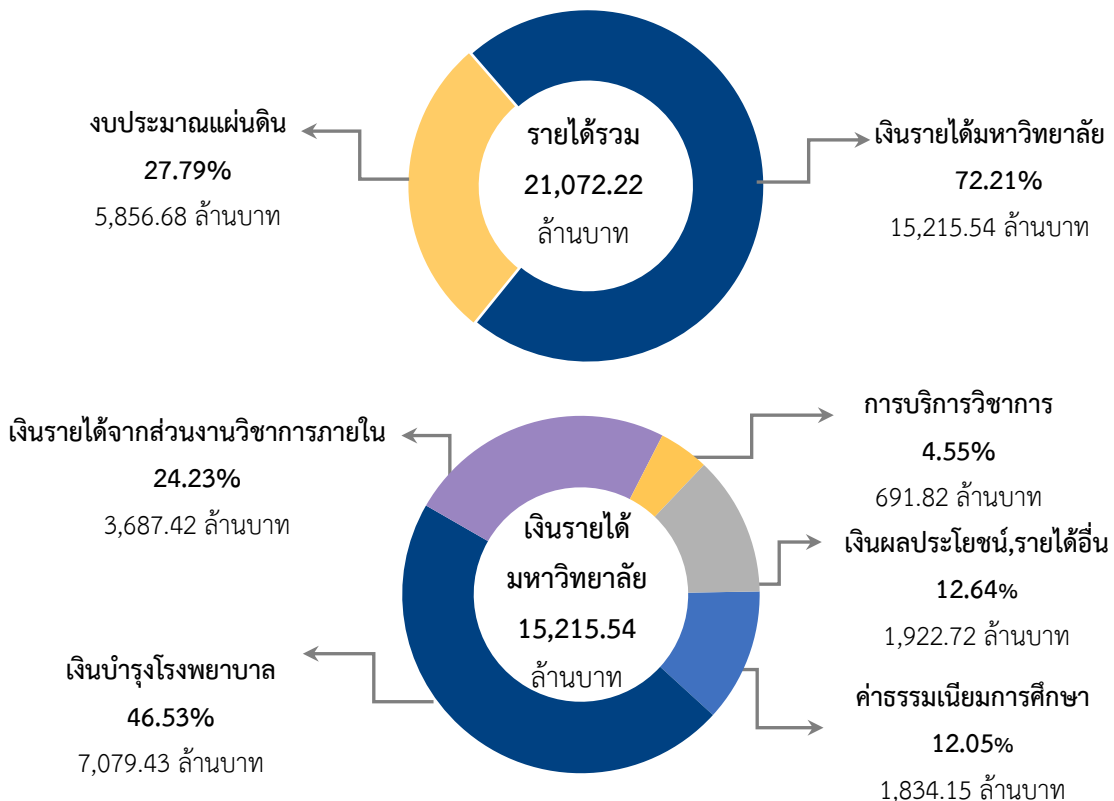 งบประมาณแผ่นดิน
27.79%
5,856.68 ล้านบาท
รายได้รวม
21,072.22
ล้านบาท
เงินรายได้มหาวิทยาลัย
72.21%
15,215.54 ล้านบาท
เงินรายได้จากส่วนงานวิชาการภายใน
24.23%
3,687.42 ล้านบาท
การบริการวิชาการ
4.55%
691.82 ล้านบาท
เงินรายได้
มหาวิทยาลัย
15,215.54
ล้านบาท
เงินผลประโยชน์,รายได้อื่น
12.64%
1,922.72 ล้านบาท
เงินบำรุงโรงพยาบาล
46.53%
7,079.43 ล้านบาท
ค่าธรรมเนียมการศึกษา
12.05%
1,834.15 ล้านบาท